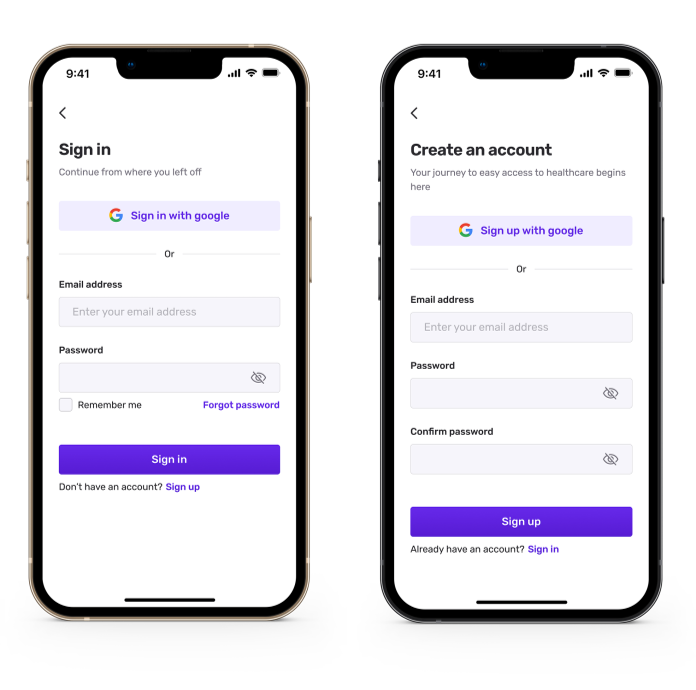 9:41
Sign in
Continue from where you left off
Sign in with google
Or
Email address
Enter your email address
Password
Remember me
Forgot password
Sign in
Don't have an account? Sign up
9:41
Create an account
Your journey to easy access to healthcare begins
here
Sign up with google
Or
Email address
Enter your email address
Password
Confirm password
Sign up
Already have an account? Sign in